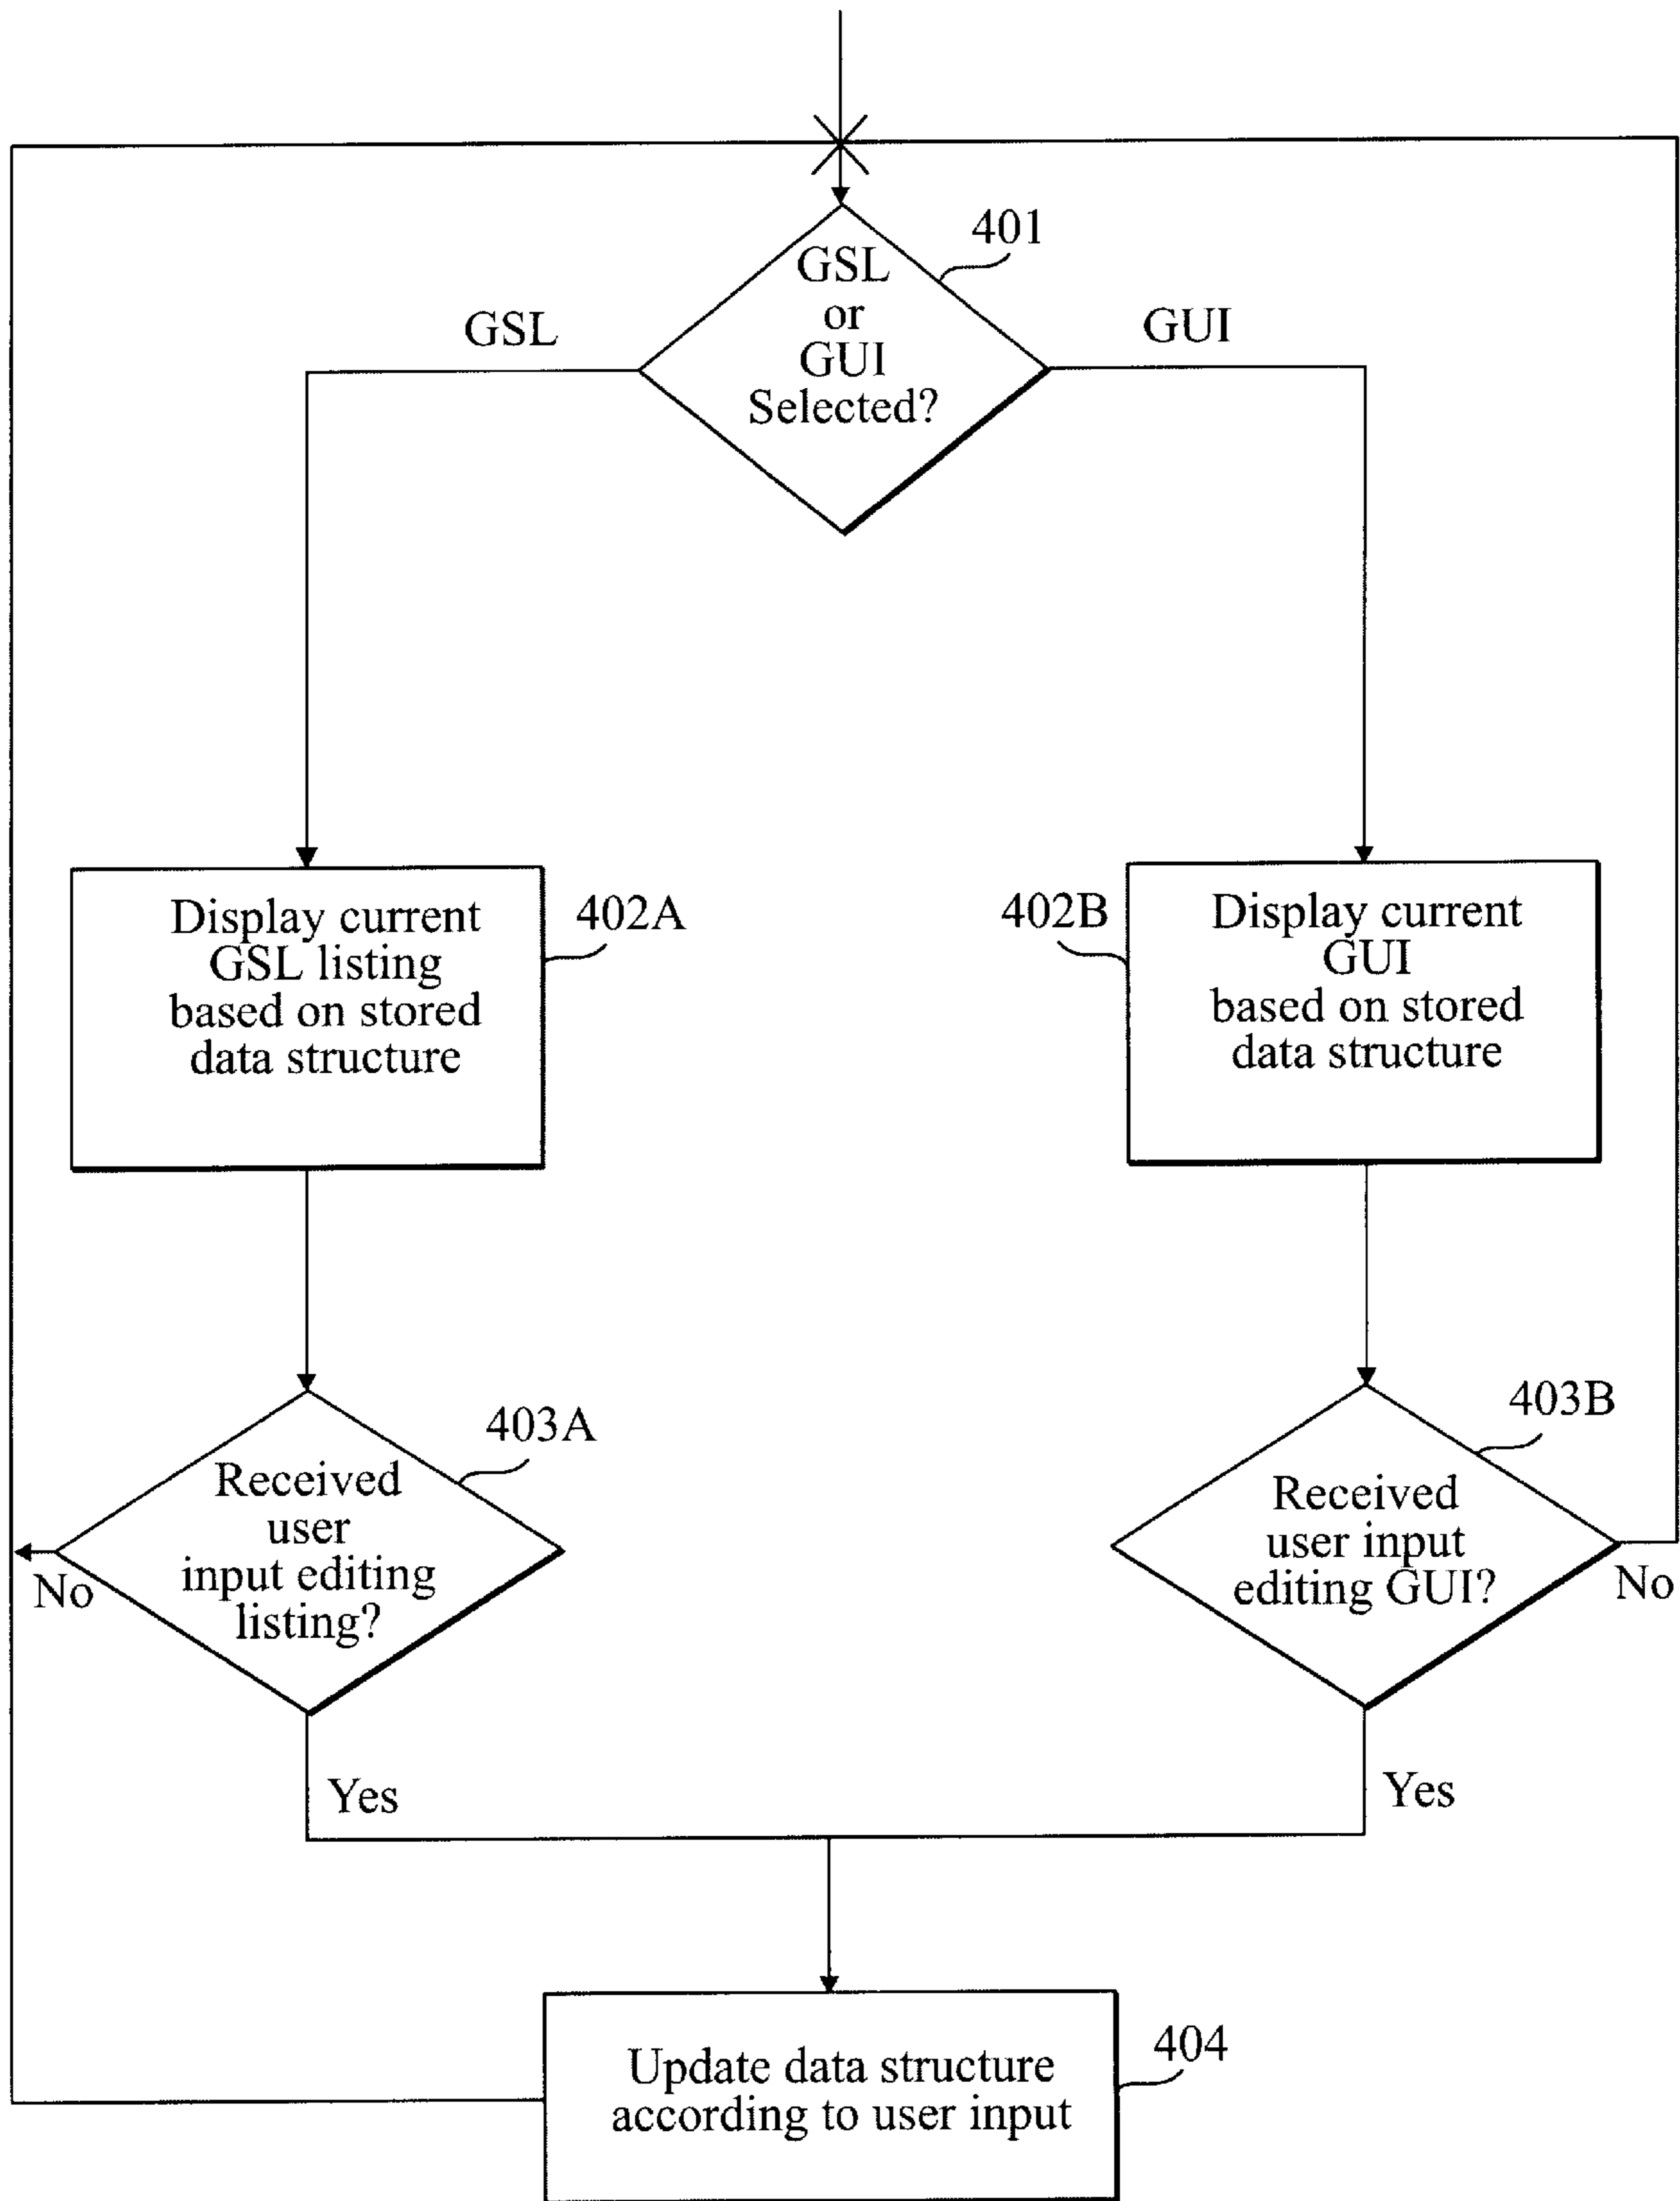 401
GSL
or
GUI
Selected?
GSL
GUI
Display current
GSL listing
based on stored
data structure
402A
402B
Display current
GUI
based on stored
data structure
403A
Received
user
input editing
listing?
No
Yes
403B
Received
user input
editing GUI?
No
Yes
Update data structure
according to user input
404